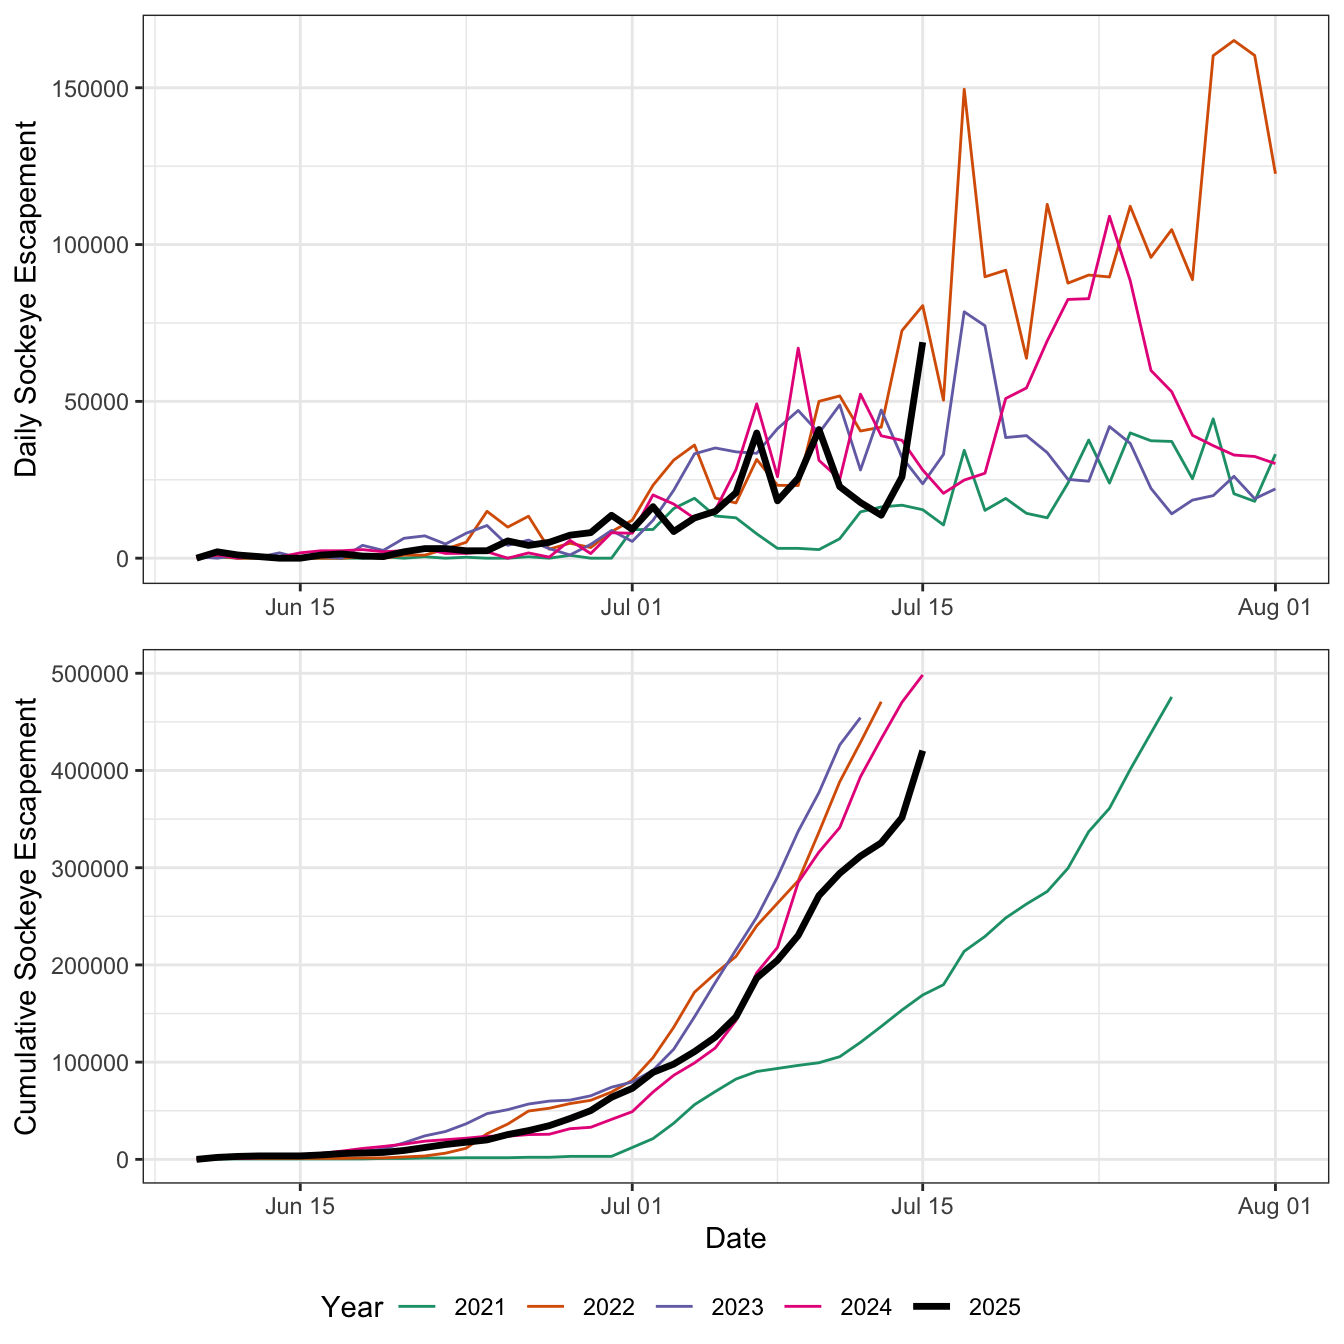 Daily Sockeye Escapement
150000
100000
50000
0
Jun 15 Jul 01 Jul 15 Aug 01
Cumulative Sockeye Escapement
500000
400000
300000
200000
100000
0
Jun 15 Jul 01 Jul 15 Aug 01
Date
Year 2021 2022 2023 2024 2025